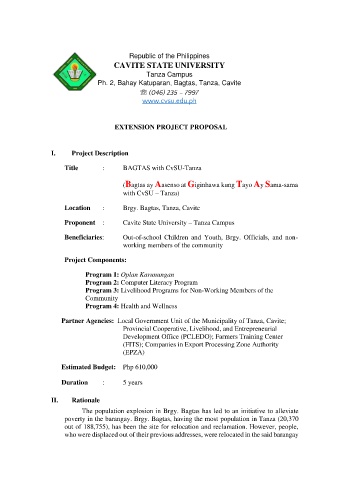 Republic of the Philippines
CAVITE STATE UNIVERSITY
Tanza Campus
Ph. 2, Bahay Katuparan, Bagtas, Tanza, Cavite
☏ (046) 235 – 7997
www.cvsu.edu.ph
EXTENSION PROJECT PROPOSAL
I. Project Description
Title : BAGTAS with CvSU-Tanza
(Bagtas ay Aasenso at Giginhawa kung Tayo Ay Sama-sama
with CvSU – Tanza)
Location : Brgy. Bagtas, Tanza, Cavite
Proponent : Cavite State University – Tanza Campus
Beneficiaries: Out-of-school Children and Youth, Brgy. Officials, and non-
working members of the community
Project Components:
Program 1: Oplan Karunungan
Program 2: Computer Literacy Program
Program 3: Livelihood Programs for Non-Working Members of the
Community
Program 4: Health and Wellness
Partner Agencies: Local Government Unit of the Municipality of Tanza, Cavite;
Provincial Cooperative, Livelihood, and Entrepreneurial
Development Office (PCLEDO); Farmers Training Center
(FITS); Companies in Export Processing Zone Authority
(EPZA)
Estimated Budget: Php 610,000
Duration : 5 years
II. Rationale
The population explosion in Brgy. Bagtas has led to an initiative to alleviate
poverty in the barangay. Brgy. Bagtas, having the most population in Tanza (20,370
out of 188,755), has been the site for relocation and reclamation. However, people,
who were displaced out of their previous addresses, were relocated in the said barangay